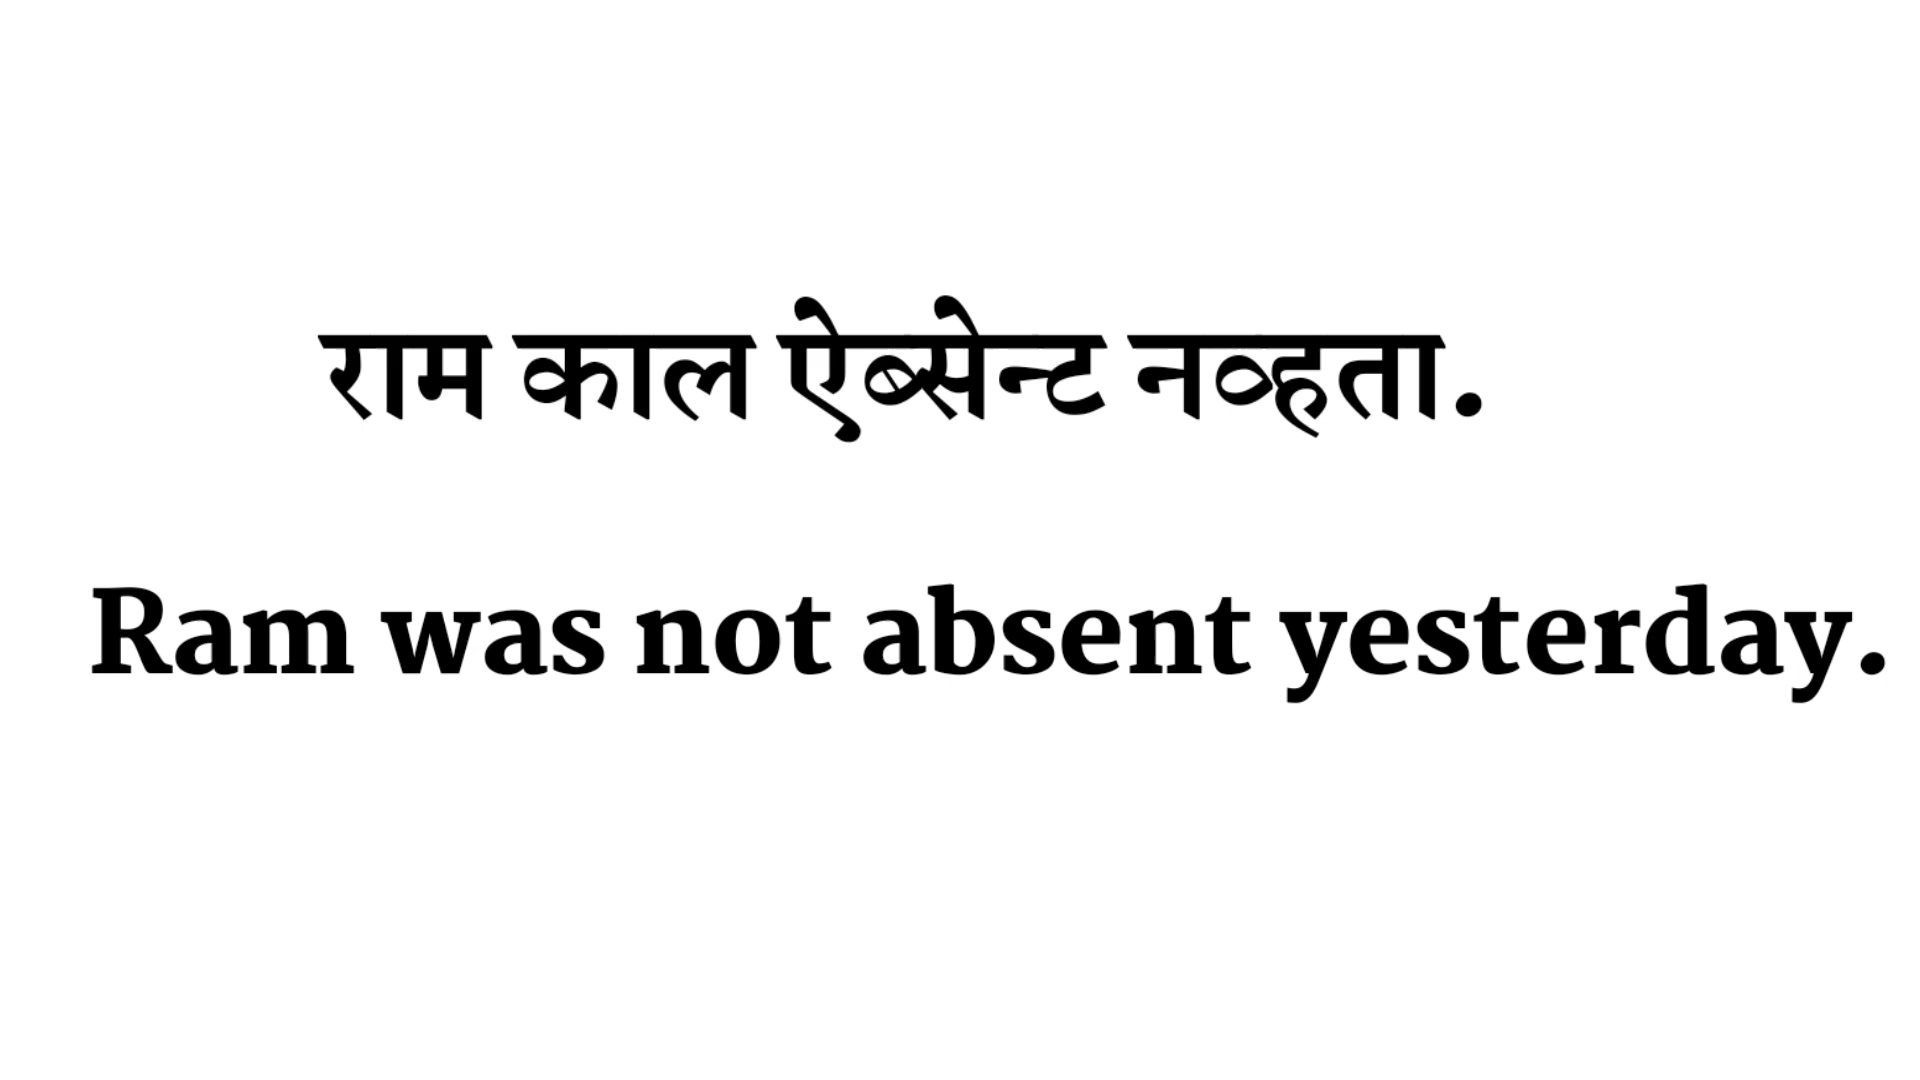 राम काल ऐब्सेन्ट नव्हता.
Ram was not absent yesterday.